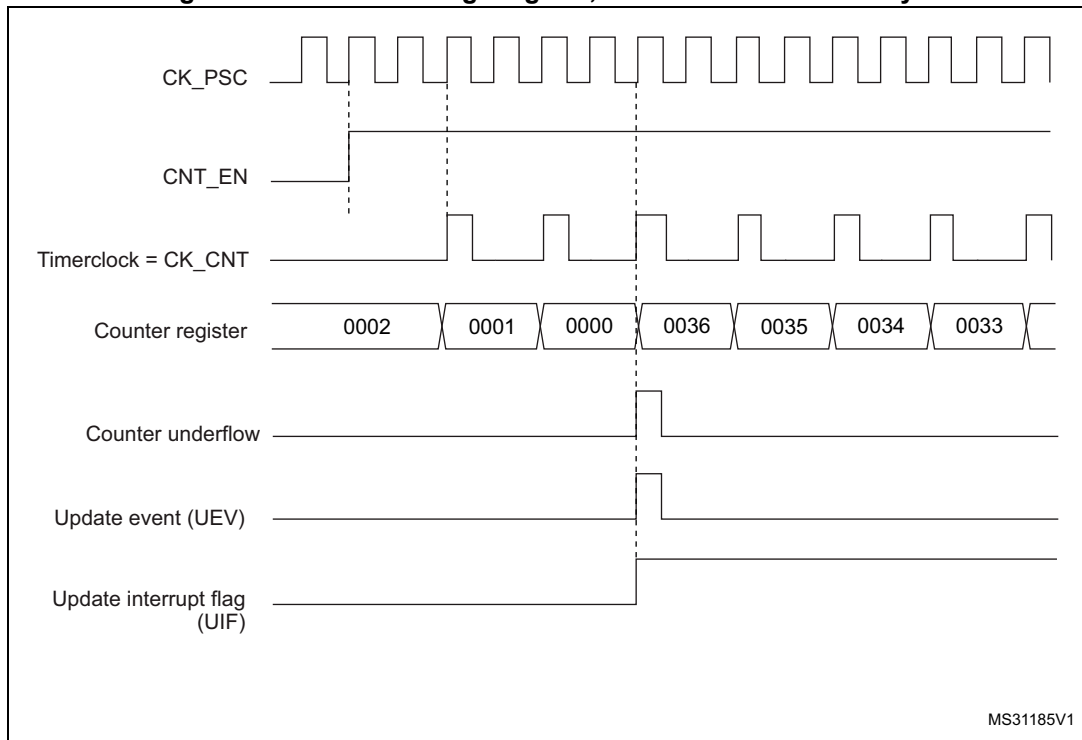 CK_PSC
CNT_EN
Timerclock = CK_CNT
Counter register
0002 0001 0000 0036 0035 0034 0033
Counter underflow
Update event (UEV)
Update interrupt flag
(UIF)
MS31185V1